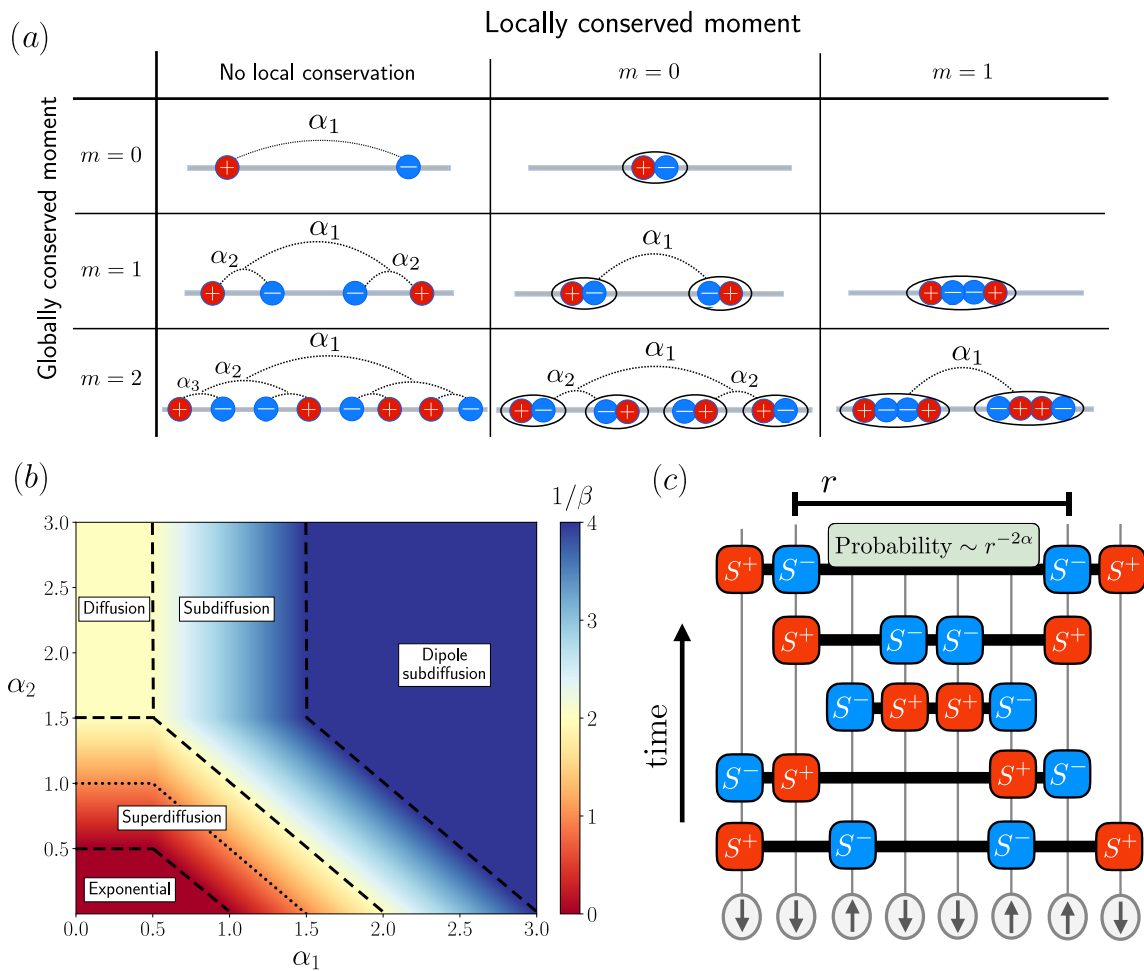 (a)
Locally conserved moment
No local conservation
m = 0
m = 1
Globally conserved moment
m = 0
α₁
+
−
+ −
m = 1
α₁
α₂
α₂
+ − − +
α₁
+ − − +
+ − − +
m = 2
α₁
α₃
α₂
+ − − + − + + −
α₁
α₂
α₂
+ − − + − + + −
α₁
+ − − + − + + −
(b)
1/β
3.0
2.5
2.0
1.5
1.0
0.5
α₂
Diffusion
Subdiffusion
Dipole
subdiffusion
Superdiffusion
Exponential
0.0 0.5 1.0 1.5 2.0 2.5 3.0
α₁
4
3
2
1
0
(c)
r
Probability ∼ r⁻²ᵅ
S⁺ S⁻ S⁻ S⁺
S⁺ S⁻ S⁻ S⁺
S⁻ S⁺ S⁺ S⁻
S⁻ S⁺ S⁺ S⁻
S⁺ S⁻ S⁻ S⁺
time